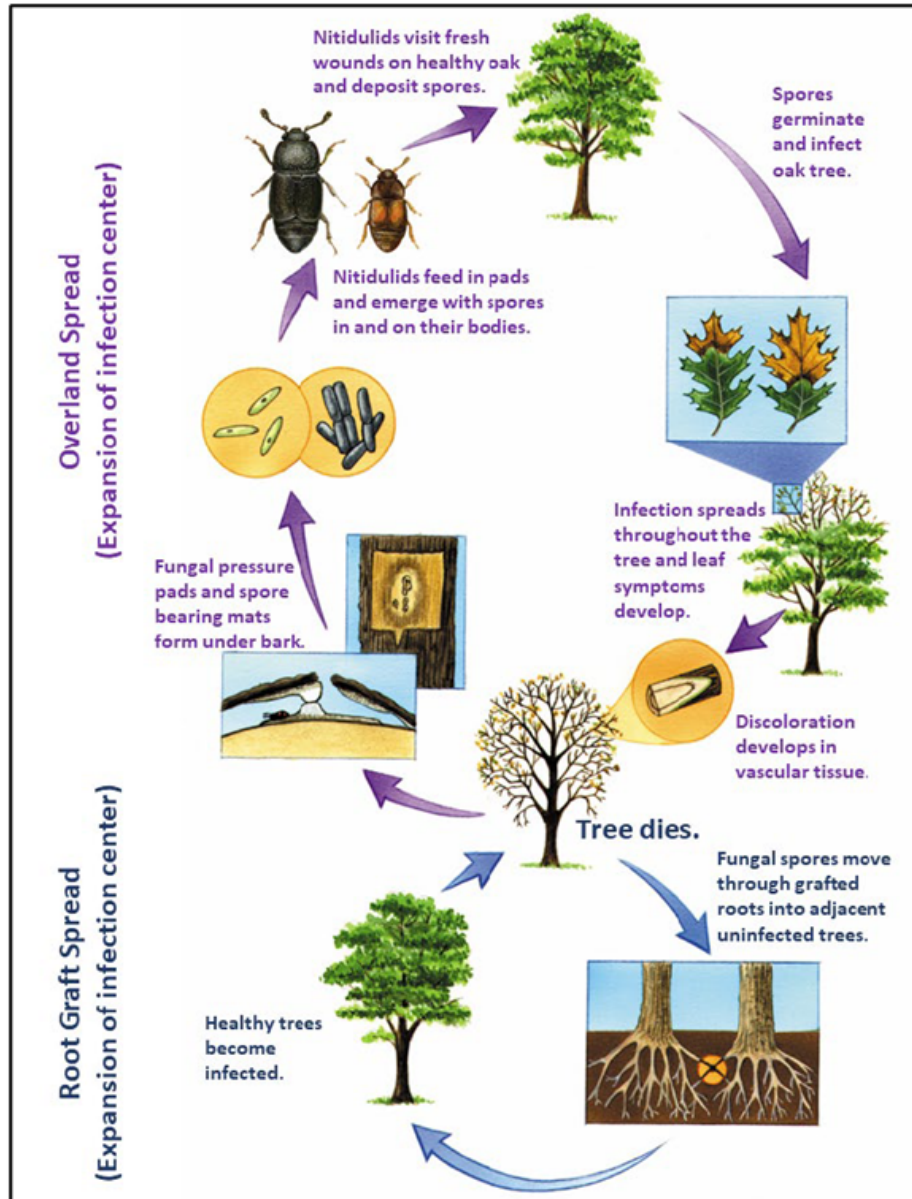 Nitidulids visit fresh
wounds on healthy oak
and deposit spores.
Spores
germinate
and infect
oak tree.
Overland Spread
(Expansion of infection center)
Nitidulids feed in pads
and emerge with spores
in and on their bodies.
Infection spreads
throughout the
tree and leaf
symptoms
develop.
Fungal pressure
pads and spore
bearing mats
form under bark.
Discoloration
develops in
vascular tissue.
Tree dies.
Root Graft Spread
(Expansion of infection center)
Fungal spores move
through grafted
roots into adjacent
uninfected trees.
Healthy trees
become
infected.